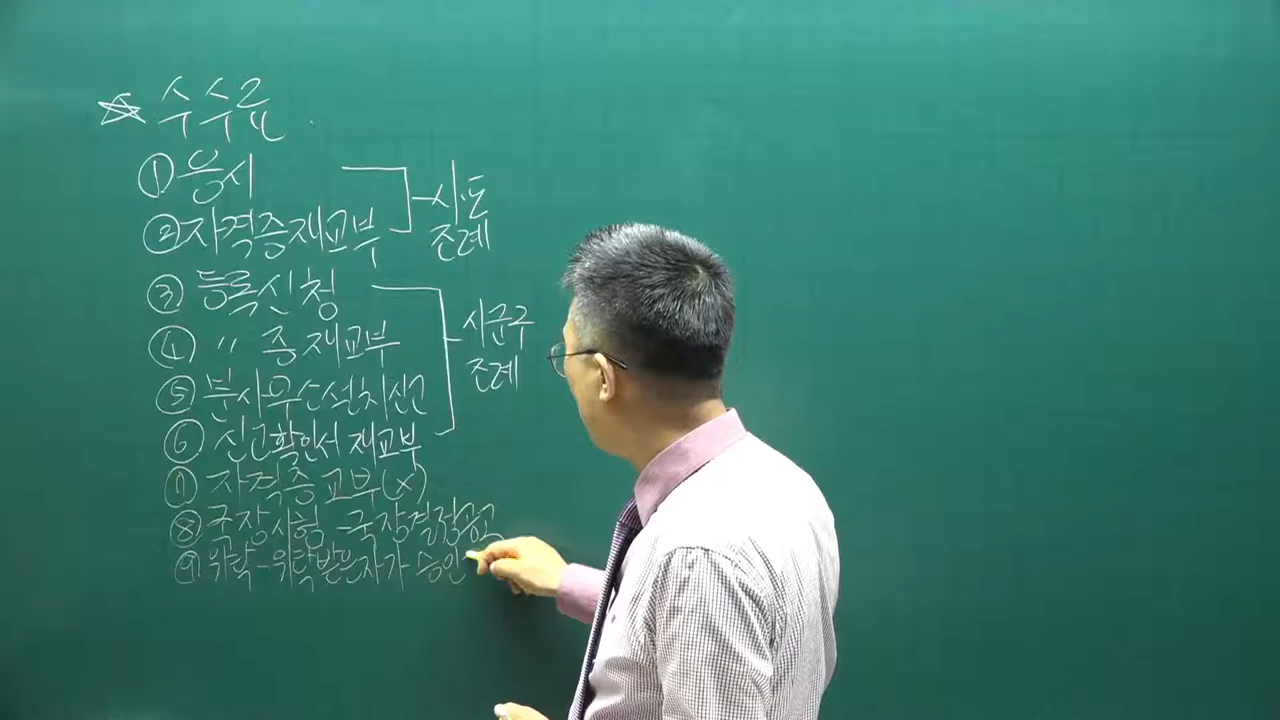 ☆ 수수료
① 응시
② 자격증재교부
시·도
조례
③ 등록신청
④ 〃 증재교부
⑤ 분사무소설치신고
⑥ 신고확인서 재교부
시군구
조례
⑦ 자격증교부(×)
⑧ 국장시험 - 국장결정공고
⑨ 위탁 - 위탁받은자가 승인